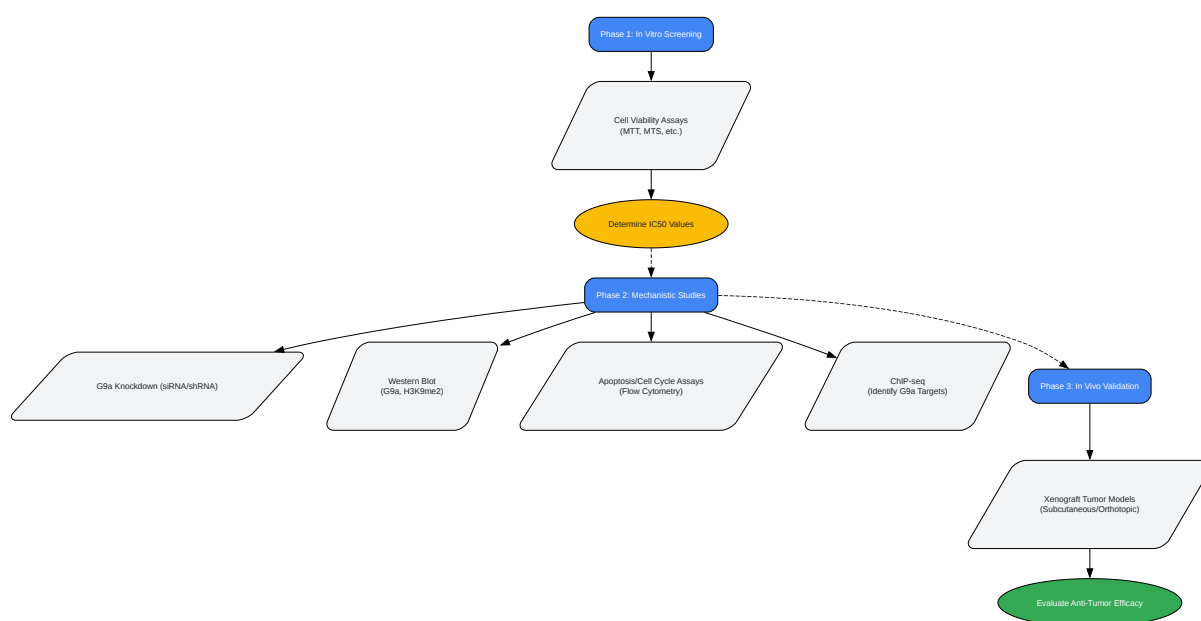 Phase 1: In Vitro Screening
Cell Viability Assays
(MTT, MTS, etc.)
Determine IC50 Values
Phase 2: Mechanistic Studies
G9a Knockdown (siRNA/shRNA)
Western Blot
(G9a, H3K9me2)
Apoptosis/Cell Cycle Assays
(Flow Cytometry)
ChIP-seq
(Identify G9a Targets)
Phase 3: In Vivo Validation
Xenograft Tumor Models
(Subcutaneous/Orthotopic)
Evaluate Anti-Tumor Efficacy